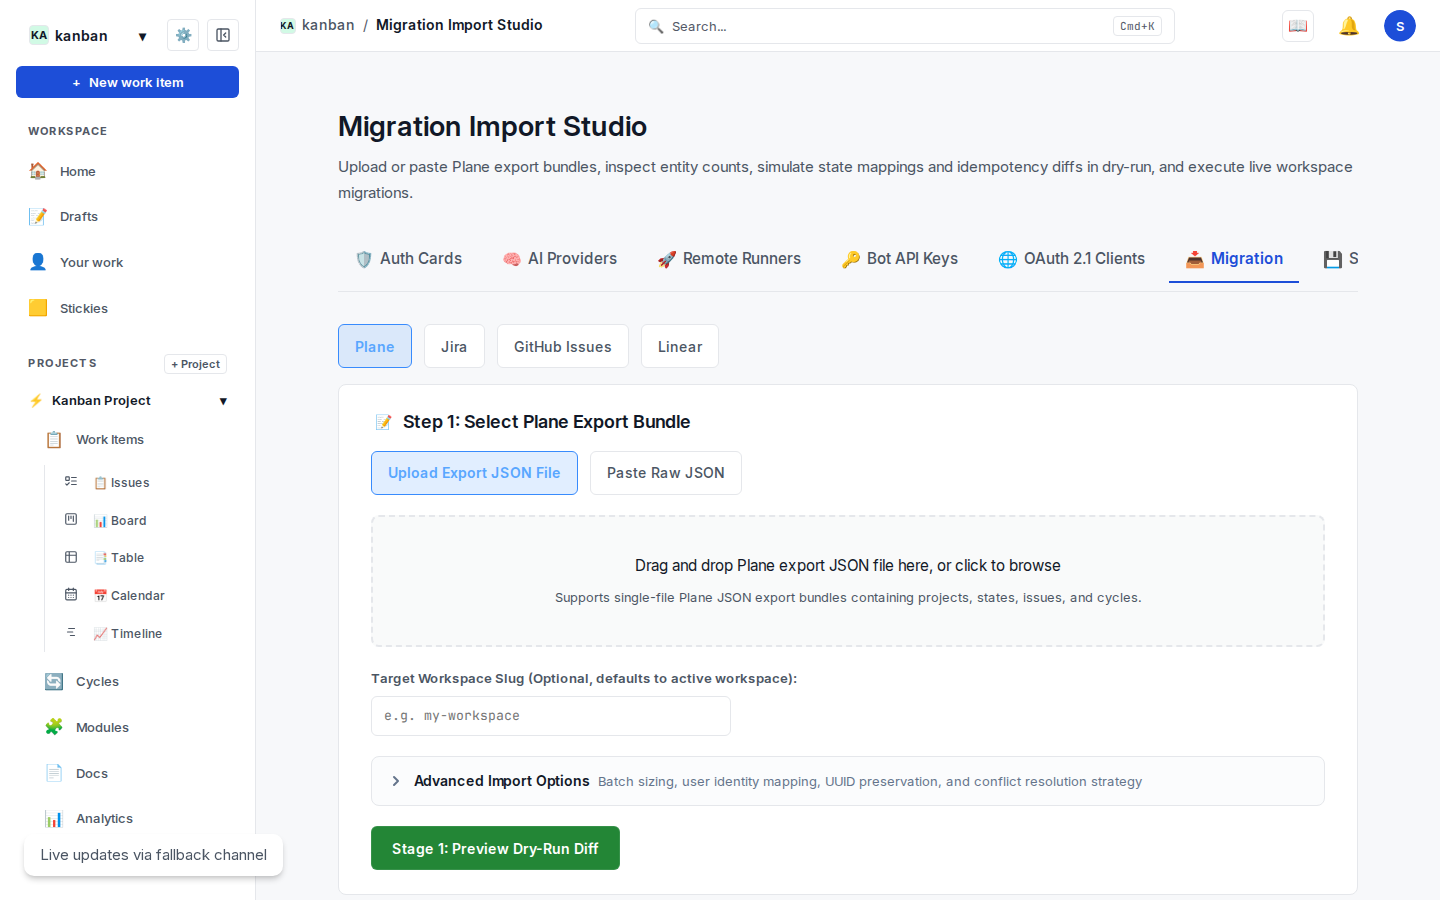 KA kanban ▾
+ New work item
WORKSPACE
Home
Drafts
Your work
Stickies
PROJECTS
+ Project
Kanban Project ▾
Work Items
Issues
Board
Table
Calendar
Timeline
Cycles
Modules
Docs
Analytics
Live updates via fallback channel
KA kanban / Migration Import Studio
Search...
Cmd+K
S
Migration Import Studio
Upload or paste Plane export bundles, inspect entity counts, simulate state mappings and idempotency diffs in dry-run, and execute live workspace
migrations.
Auth Cards
AI Providers
Remote Runners
Bot API Keys
OAuth 2.1 Clients
Migration
S
Plane
Jira
GitHub Issues
Linear
Step 1: Select Plane Export Bundle
Upload Export JSON File
Paste Raw JSON
Drag and drop Plane export JSON file here, or click to browse
Supports single-file Plane JSON export bundles containing projects, states, issues, and cycles.
Target Workspace Slug (Optional, defaults to active workspace):
e.g. my-workspace
Advanced Import Options Batch sizing, user identity mapping, UUID preservation, and conflict resolution strategy
Stage 1: Preview Dry-Run Diff